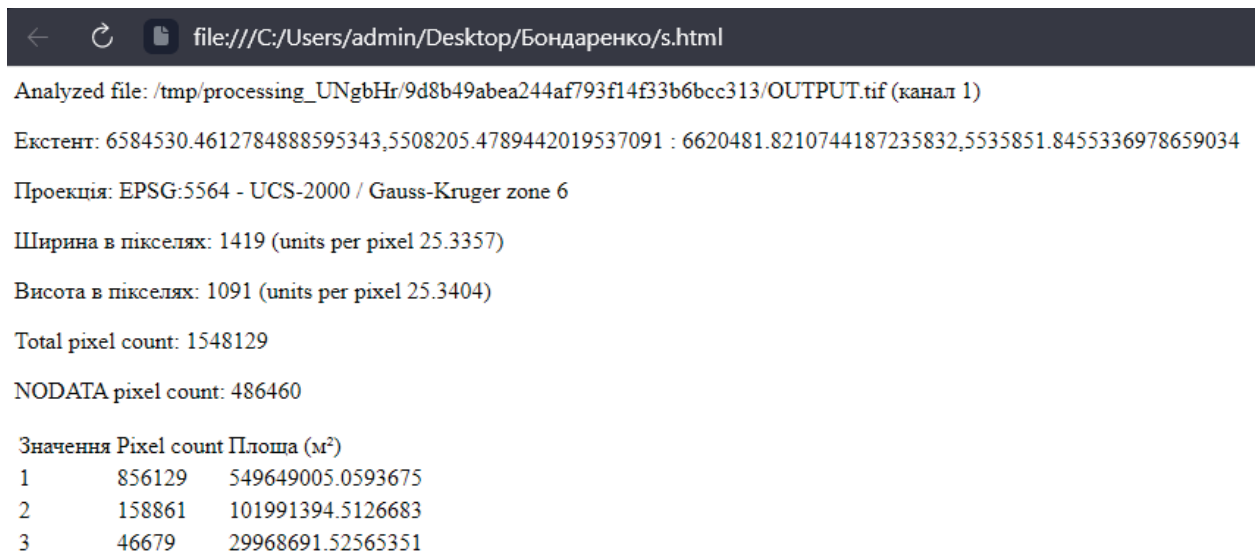 file:///C:/Users/admin/Desktop/Бондаренко/s.html
Analyzed file: /tmp/processing_UNgbHr/9d8b49abea244af793f14f33b6bcc313/OUTPUT.tif (канал 1)
Екстент: 6584530.4612784888595343,5508205.4789442019537091 : 6620481.8210744187235832,5535851.8455336978659034
Проекція: EPSG:5564 - UCS-2000 / Gauss-Kruger zone 6
Ширина в пікселях: 1419 (units per pixel 25.3357)
Висота в пікселях: 1091 (units per pixel 25.3404)
Total pixel count: 1548129
NODATA pixel count: 486460
Значення Pixel count Площа (м²)
1 856129 549649005.0593675
2 158861 101991394.5126683
3 46679 29968691.52565351